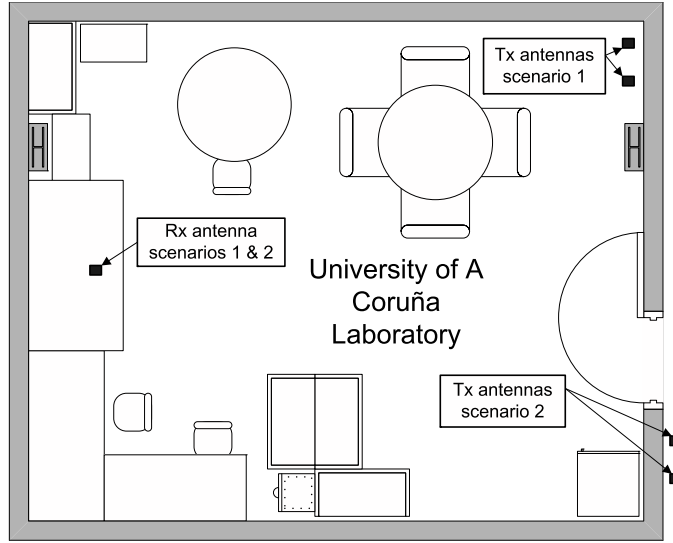 Tx antennas
scenario 1
Rx antenna
scenarios 1 & 2
University of A
Coruña
Laboratory
Tx antennas
scenario 2